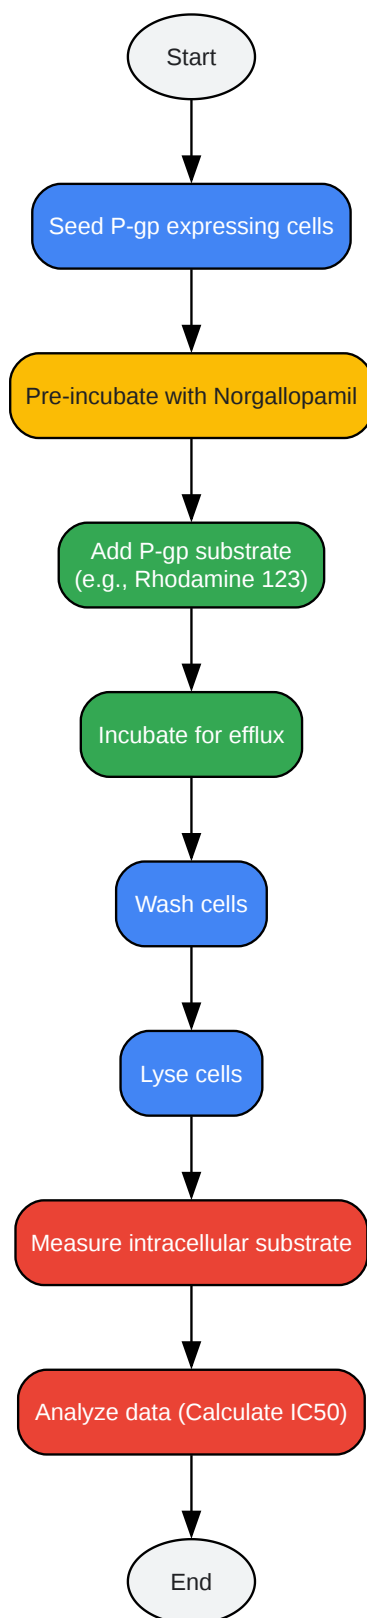 Start
Seed P-gp expressing cells
Pre-incubate with Norgallopamil
Add P-gp substrate
(e.g., Rhodamine 123)
Incubate for efflux
Wash cells
Lyse cells
Measure intracellular substrate
Analyze data (Calculate IC50)
End